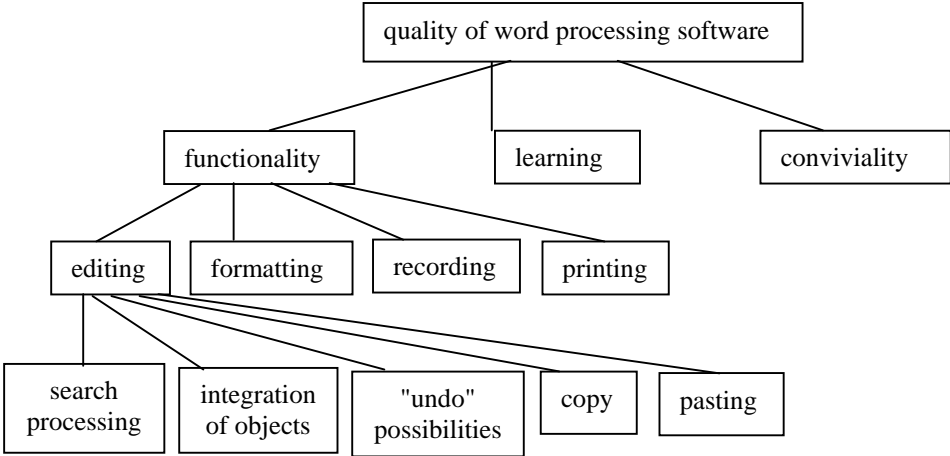 quality of word processing software
functionality
learning
conviviality
editing
formatting
recording
printing
search
processing
integration
of objects
"undo"
possibilities
copy
pasting